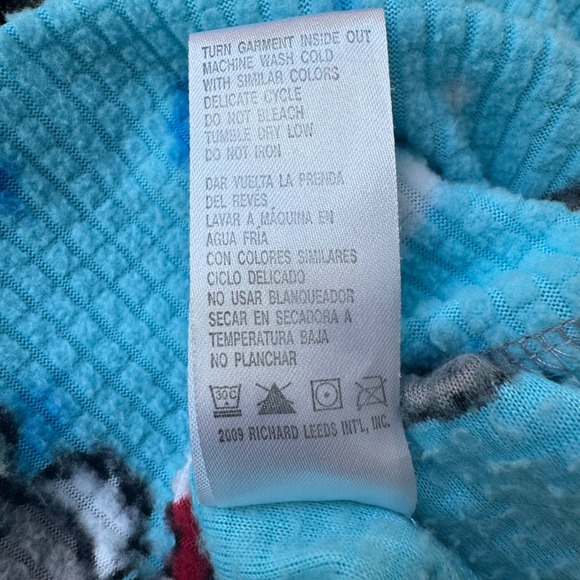 TURN GARMENT INSIDE OUT
MACHINE WASH COLD
WITH SIMILAR COLORS
DELICATE CYCLE
DO NOT BLEACH
TUMBLE DRY LOW
DO NOT IRON
DAR VUELTA LA PRENDA
DEL REVES
LAVAR A MÁQUINA EN
AGUA FRÍA
CON COLORES SIMILARES
CICLO DELICADO
NO USAR BLANQUEADOR
SECAR EN SECADORA A
TEMPERATURA BAJA
NO PLANCHAR
30C
2009 RICHARD LEEDS INT'L, INC.